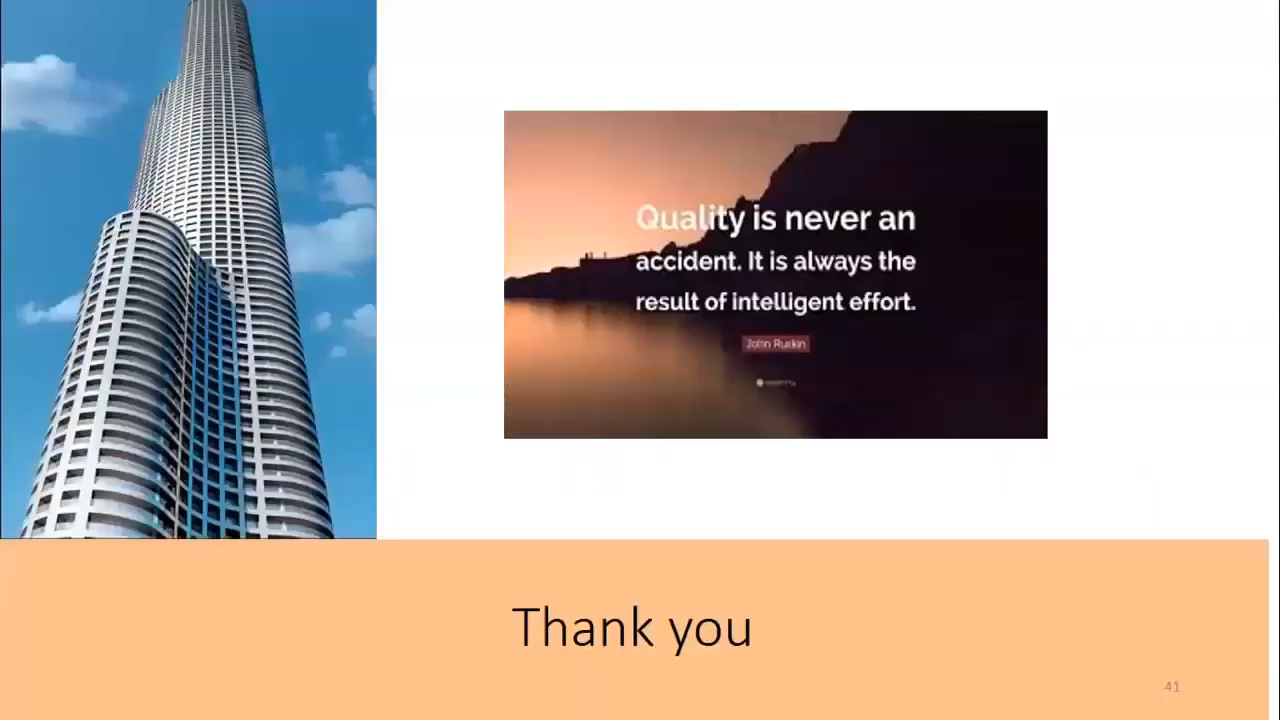 Quality is never an
accident. It is always the
result of intelligent effort.
John Ruskin
Thank you
41